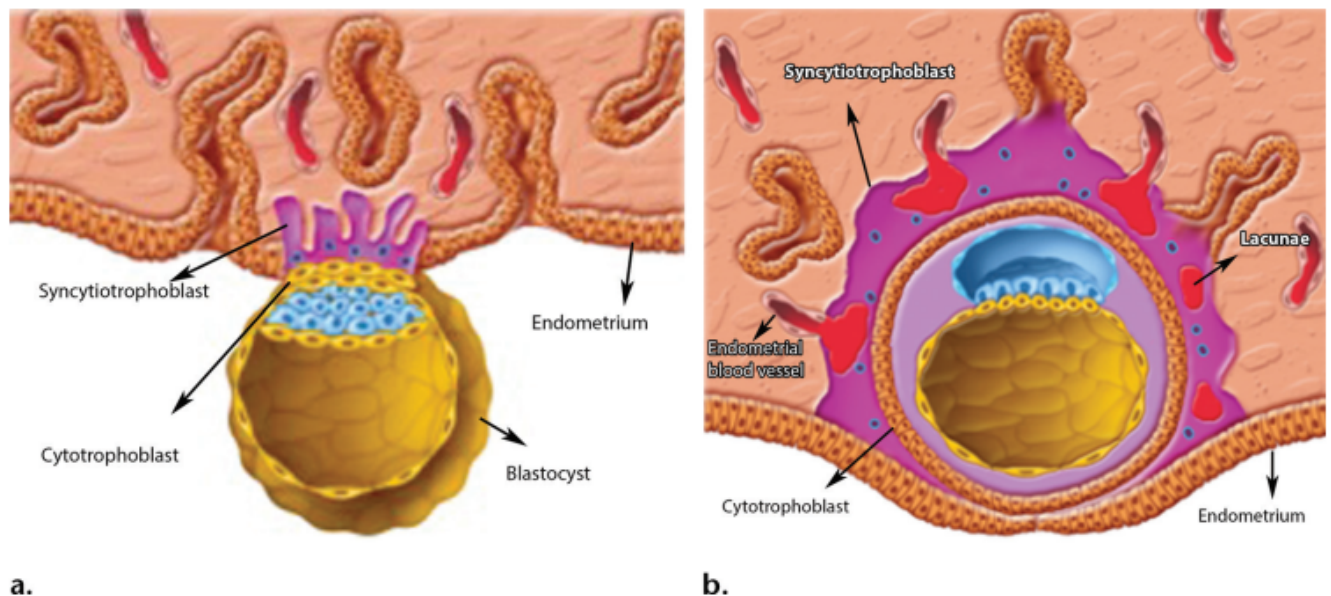 Syncytiotrophoblast
Endometrium
Cytotrophoblast
Blastocyst
a.
Syncytiotrophoblast
Lacunae
Endometrial
blood vessel
Cytotrophoblast
Endometrium
b.